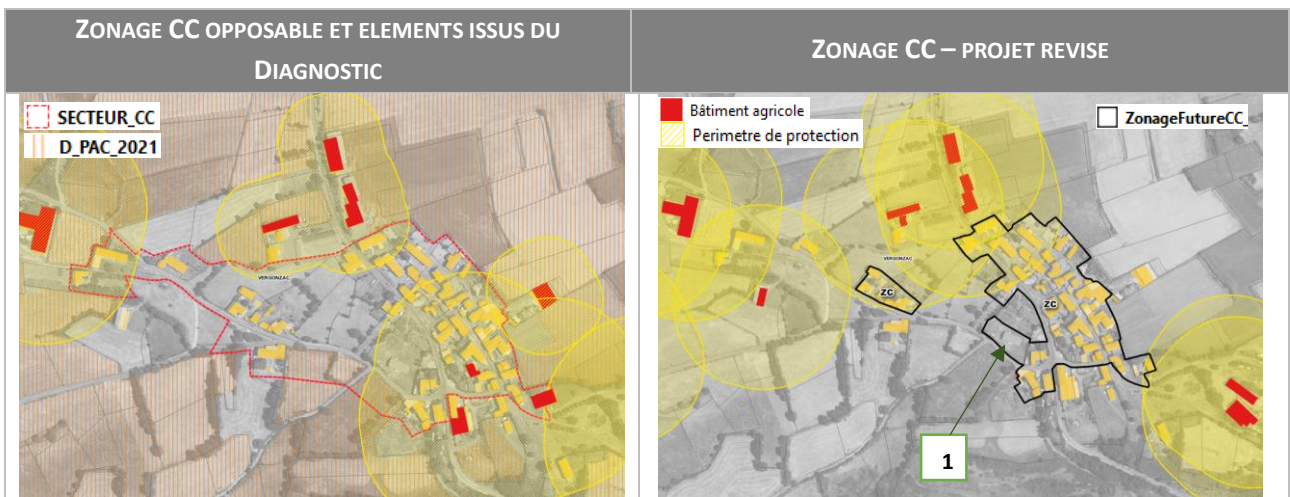 ZONAGE CC OPPOSABLE ET ELEMENTS ISSUS DU
DIAGNOSTIC
ZONAGE CC – PROJET REVISE
SECTEUR_CC
D_PAC_2021
VERGONZAC
Bâtiment agricole
Perimetre de protection
ZonageFutureCC_
VERGONZAC
ZC
ZC
1